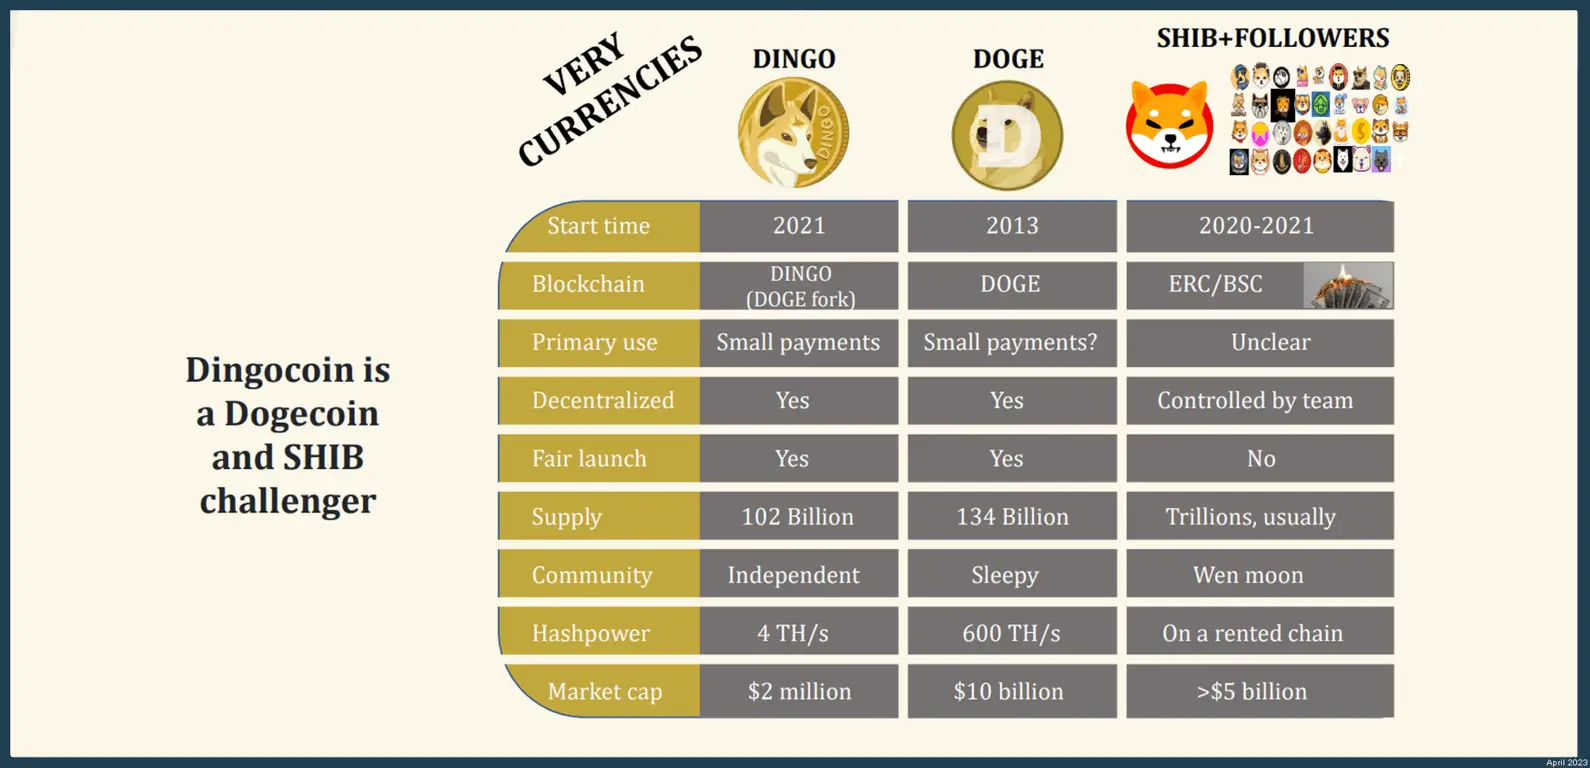 Dingocoin is
a Dogecoin
and SHIB
challenger
VERY
CURRENCIES
DINGO
DOGE
SHIB+FOLLOWERS
DINGO
D
Start time 2021 2013 2020-2021
Blockchain DINGO (DOGE fork) DOGE ERC/BSC
Primary use Small payments Small payments? Unclear
Decentralized Yes Yes Controlled by team
Fair launch Yes Yes No
Supply 102 Billion 134 Billion Trillions, usually
Community Independent Sleepy Wen moon
Hashpower 4 TH/s 600 TH/s On a rented chain
Market cap $2 million $10 billion >$5 billion
April 2023